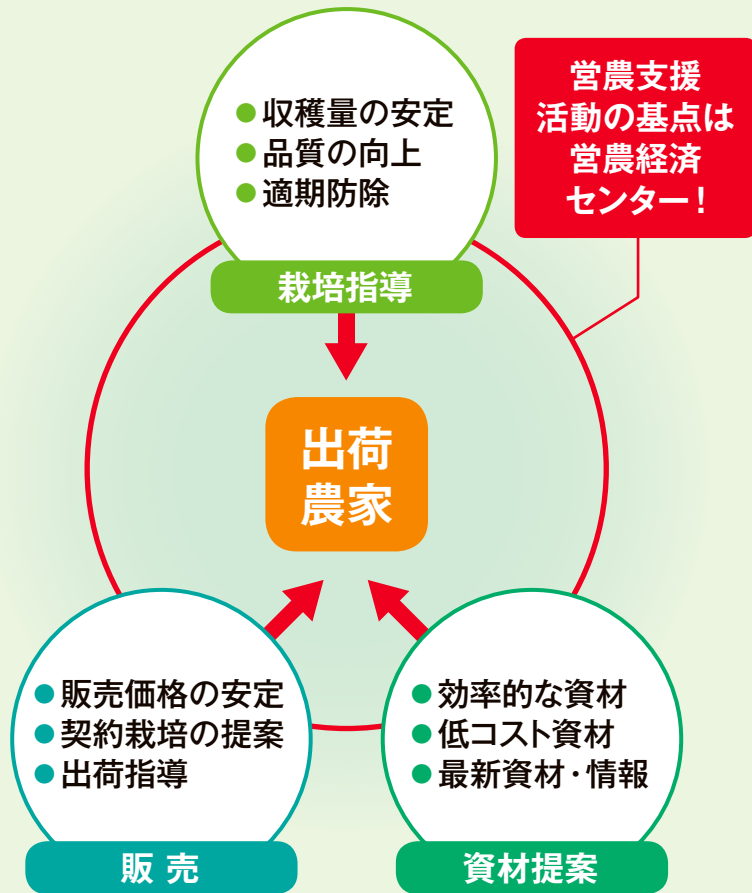 営農支援
活動の基点は
営農経済
センター！
●収穫量の安定
●品質の向上
●適期防除
栽培指導
出荷
農家
●販売価格の安定
●契約栽培の提案
●出荷指導
販売
●効率的な資材
●低コスト資材
●最新資材・情報
資材提案